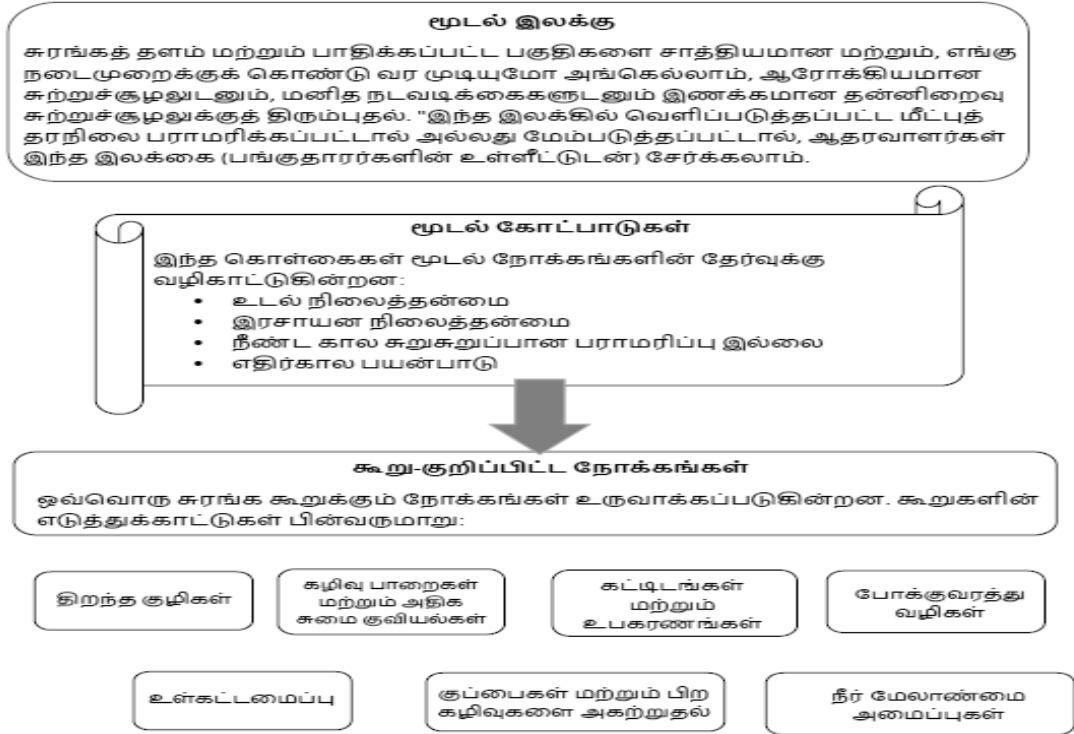 மூடல் இலக்கு
சுரங்கத் தளம் மற்றும் பாதிக்கப்பட்ட பகுதிகளை சாத்தியமான மற்றும், எங்கு
நடைமுறைக்குக் கொண்டு வர முடியுமோ அங்கெல்லாம், ஆரோக்கியமான
சுற்றுச்சூழலுடனும், மனித நடவடிக்கைகளுடனும் இணக்கமான தன்னிறைவு
சுற்றுச்சூழலுக்குத் திரும்புதல். "இந்த இலக்கில் வெளிப்படுத்தப்பட்ட மீட்புத்
தரநிலை பராமரிக்கப்பட்டால் அல்லது மேம்படுத்தப்பட்டால், ஆதரவாளர்கள்
இந்த இலக்கை (பங்குதாரர்களின் உள்ளீட்டுடன்) சேர்க்கலாம்.
மூடல் கோட்பாடுகள்
இந்த கொள்கைகள் மூடல் நோக்கங்களின் தேர்வுக்கு
வழிகாட்டுகின்றன:
• உடல் நிலைத்தன்மை
• இரசாயன நிலைத்தன்மை
• நீண்ட கால சுறுசுறுப்பான பராமரிப்பு இல்லை
• எதிர்கால பயன்பாடு
கூறு-குறிப்பிட்ட நோக்கங்கள்
ஒவ்வொரு சுரங்க கூறுக்கும் நோக்கங்கள் உருவாக்கப்படுகின்றன. கூறுகளின்
எடுத்துக்காட்டுகள் பின்வருமாறு:
திறந்த குழிகள்
கழிவு பாறைகள்
மற்றும் அதிக
சுமை குவியல்கள்
கட்டிடங்கள்
மற்றும்
உபகரணங்கள்
போக்குவரத்து
வழிகள்
உள்கட்டமைப்பு
குப்பைகள் மற்றும் பிற
கழிவுகளை அகற்றுதல்
நீர் மேலாண்மை
அமைப்புகள்